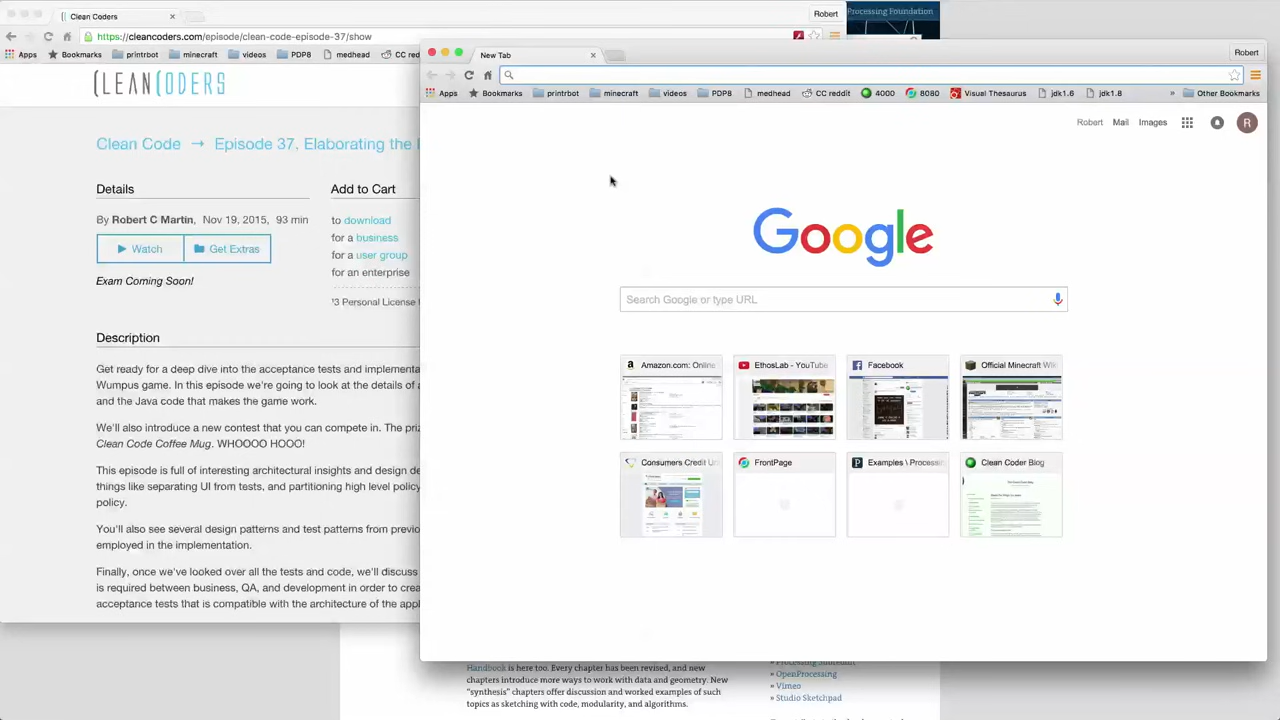 Clean Coders
Robert
https://cleancoders.com/episode/clean-code-episode-37/show
Apps Bookmarks printrbot minecraft videos PDP8 medhead CC red
(LEAN(ODERS
Clean Code → Episode 37. Elaborating the
Details
Add to Cart
By Robert C Martin, Nov 19, 2015, 93 min
to download
for a business
Watch Get Extras
for a user group
for an enterprise
Exam Coming Soon!
¹3 Personal License
Description
Get ready for a deep dive into the acceptance tests and implementa
Wumpus game. In this episode we're going to look at the details of a
and the Java code that makes the game work.
We'll also introduce a new contest that you can compete in. The pri
Clean Code Coffee Mug. WHOOOO HOOO!
This episode is full of interesting architectural insights and design de
things like separating UI from tests, and partitioning high level policy
policy.
You'll also see several design patterns and test patterns from previo
employed in the implementation.
Finally, once we've looked over all the tests and code, we'll discuss
is required between business, QA, and development in order to crea
acceptance tests that is compatible with the architecture of the appl
Processing Foundation
New Tab
Robert
Apps Bookmarks printrbot minecraft videos PDP8 medhead CC reddit 4000 8080 Visual Thesaurus jdk1.6 jdk1.8 » Other Bookmarks
Robert Mail Images R
Google
Search Google or type URL
Amazon.com: Online
EthosLab - YouTube
Facebook
Official Minecraft Wiki
Consumers Credit Un
FrontPage
Examples \ Processi
Clean Coder Blog
Handbook is here too. Every chapter has been revised, and new
chapters introduce more ways to work with data and geometry. New
"synthesis" chapters offer discussion and worked examples of such
topics as sketching with code, modularity, and algorithms.
» Processing Subreddit
» OpenProcessing
» Vimeo
» Studio Sketchpad